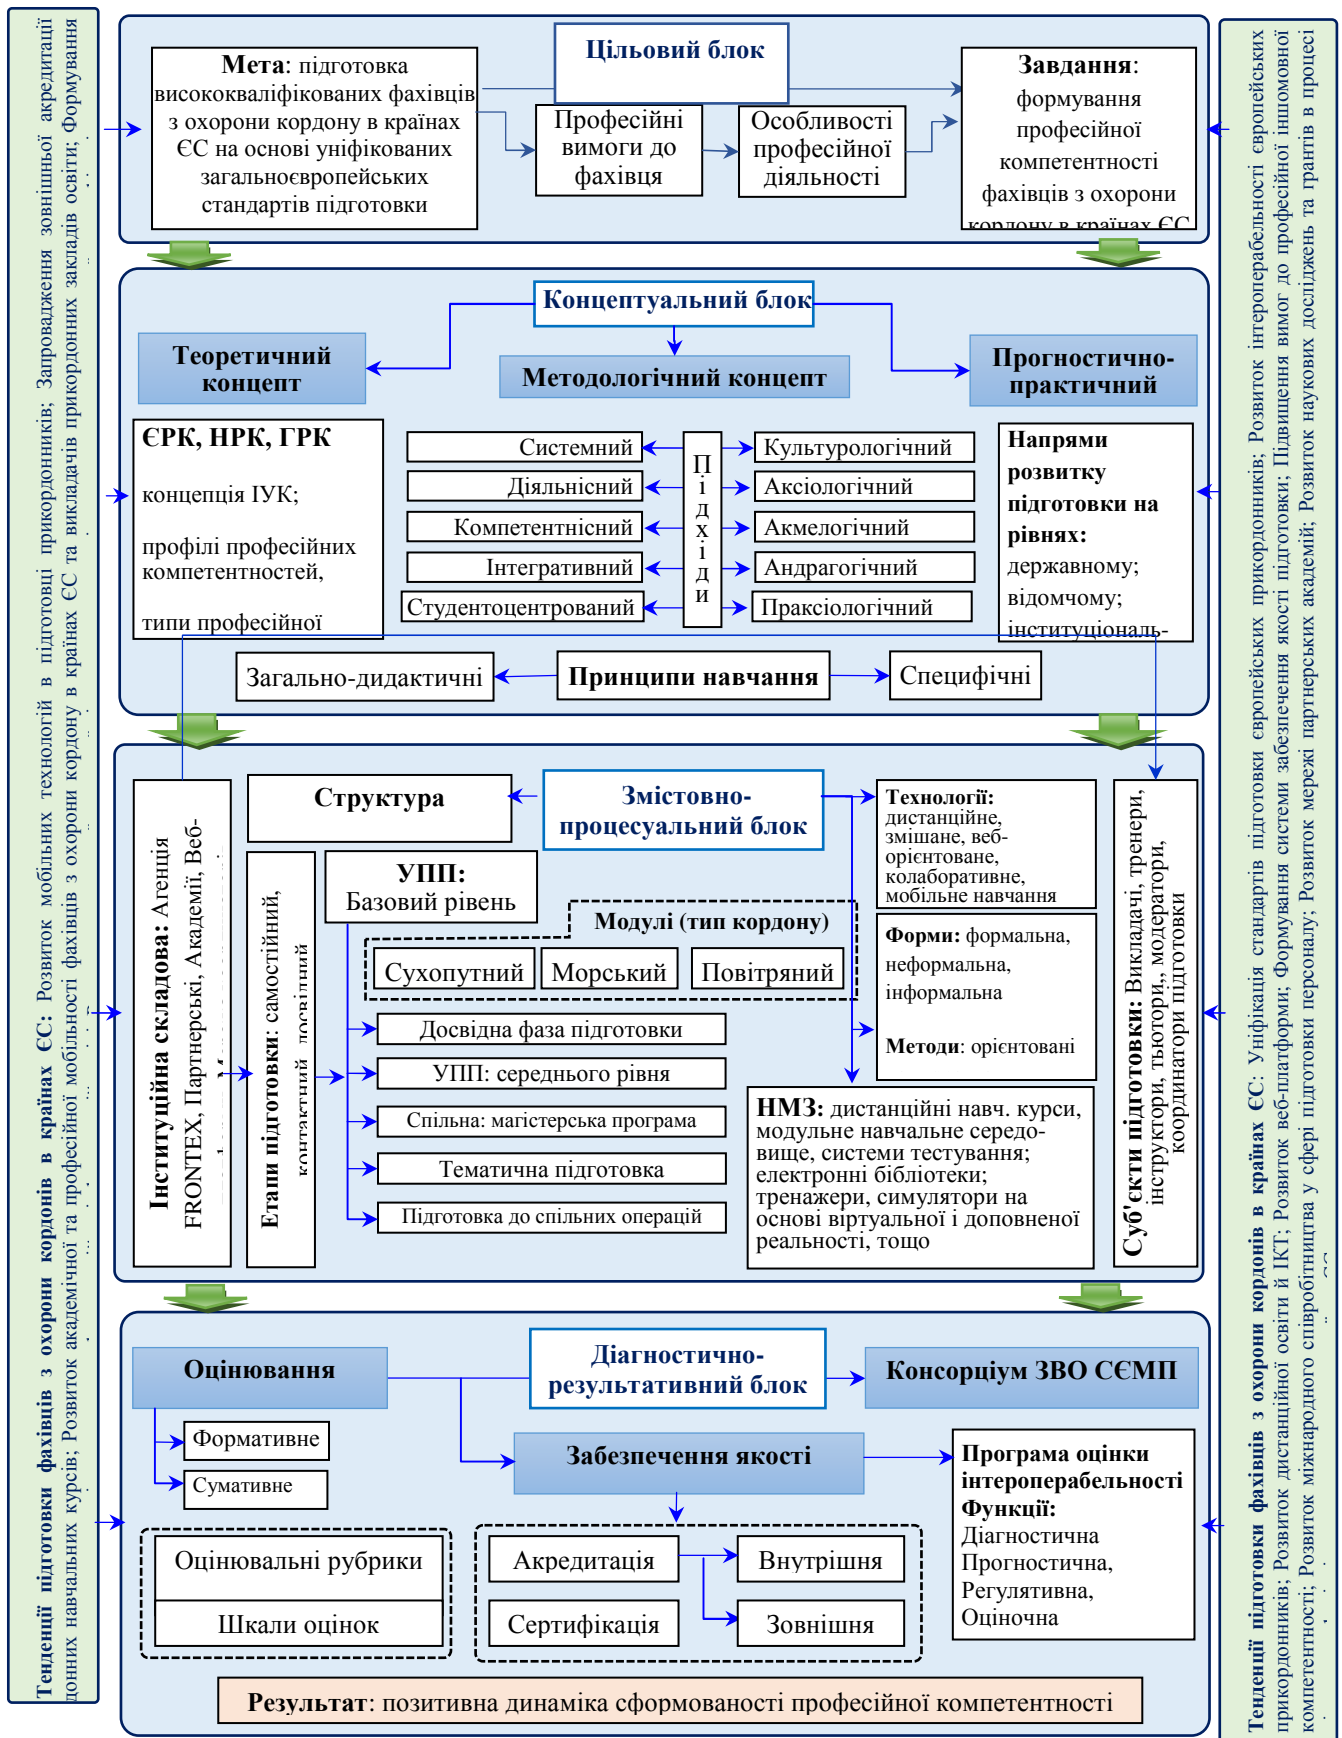 Цільовий блок
Мета: підготовка
висококваліфікованих фахівців
з охорони кордону в країнах
ЄС на основі уніфікованих
загальноєвропейських
стандартів підготовки
Професійні
вимоги до
фахівця
Особливості
професійної
діяльності
Завдання:
формування
професійної
компетентності
фахівців з охорони
кордону в країнах ЄС
Концептуальний блок
Теоретичний
концепт
Методологічний концепт
Прогностично-
практичний
ЄРК, НРК, ГРК
концепція ІУК;
профілі професійних
компетентностей,
типи професійної
Системний
Діяльнісний
Компетентнісний
Інтегративний
Студентоцентрований
Підхіди
Культурологічний
Аксіологічний
Акмелогічний
Андрагогічний
Праксіологічний
Напрями
розвитку
підготовки на
рівнях:
державному;
відомчому;
інституціональ-
Загально-дидактичні
Принципи навчання
Специфічні
Змістовно-
процесуальний блок
Структура
Інституційна складова: Агенція
FRONTEX, Партнерські, Академії, Веб-
Етапи підготовки: самостійний,
контактний, досвідний
УПП:
Базовий рівень
Модулі (тип кордону)
Сухопутний
Морський
Повітряний
Досвідна фаза підготовки
УПП: середнього рівня
Спільна: магістерська програма
Тематична підготовка
Підготовка до спільних операцій
Технології:
дистанційне,
змішане, веб-
орієнтоване,
колаборативне,
мобільне навчання
Форми: формальна,
неформальна,
інформальна
Методи: орієнтовані
НМЗ: дистанційні навч. курси,
модульне навчальне середо-
вище, системи тестування;
електронні бібліотеки;
тренажери, симулятори на
основі віртуальної і доповненої
реальності, тощо
Суб'єкти підготовки: Викладачі, тренери,
інструктори, тьютори,, модератори,
координатори підготовки
Діагностично-
результативний блок
Оцінювання
Консорціум ЗВО СЄМП
Формативне
Сумативне
Забезпечення якості
Оцінювальні рубрики
Шкали оцінок
Акредитація
Внутрішня
Сертифікація
Зовнішня
Програма оцінки
інтероперабельності
Функції:
Діагностична
Прогностична,
Регулятивна,
Оціночна
Результат: позитивна динаміка сформованості професійної компетентності
Тенденції підготовки фахівців з охорони кордонів в країнах ЄС: Розвиток мобільних технологій в підготовці прикордонників; Запровадження зовнішньої акредитації
донних навчальних курсів; Розвиток академічної та професійної мобільності фахівців з охорони кордону в країнах ЄС та викладачів прикордонних закладів освіти; Формування
Тенденції підготовки фахівців з охорони кордонів в країнах ЄС: Уніфікація стандартів підготовки європейських прикордонників; Розвиток інтероперабельності європейських
прикордонників; Розвиток дистанційної освіти й ІКТ; Розвиток веб-платформи; Формування системи забезпечення якості підготовки; Підвищення вимог до професійної іншомовної
компетентності; Розвиток міжнародного співробітництва у сфері підготовки персоналу; Розвиток мережі партнерських академій; Розвиток наукових досліджень та грантів в процесі